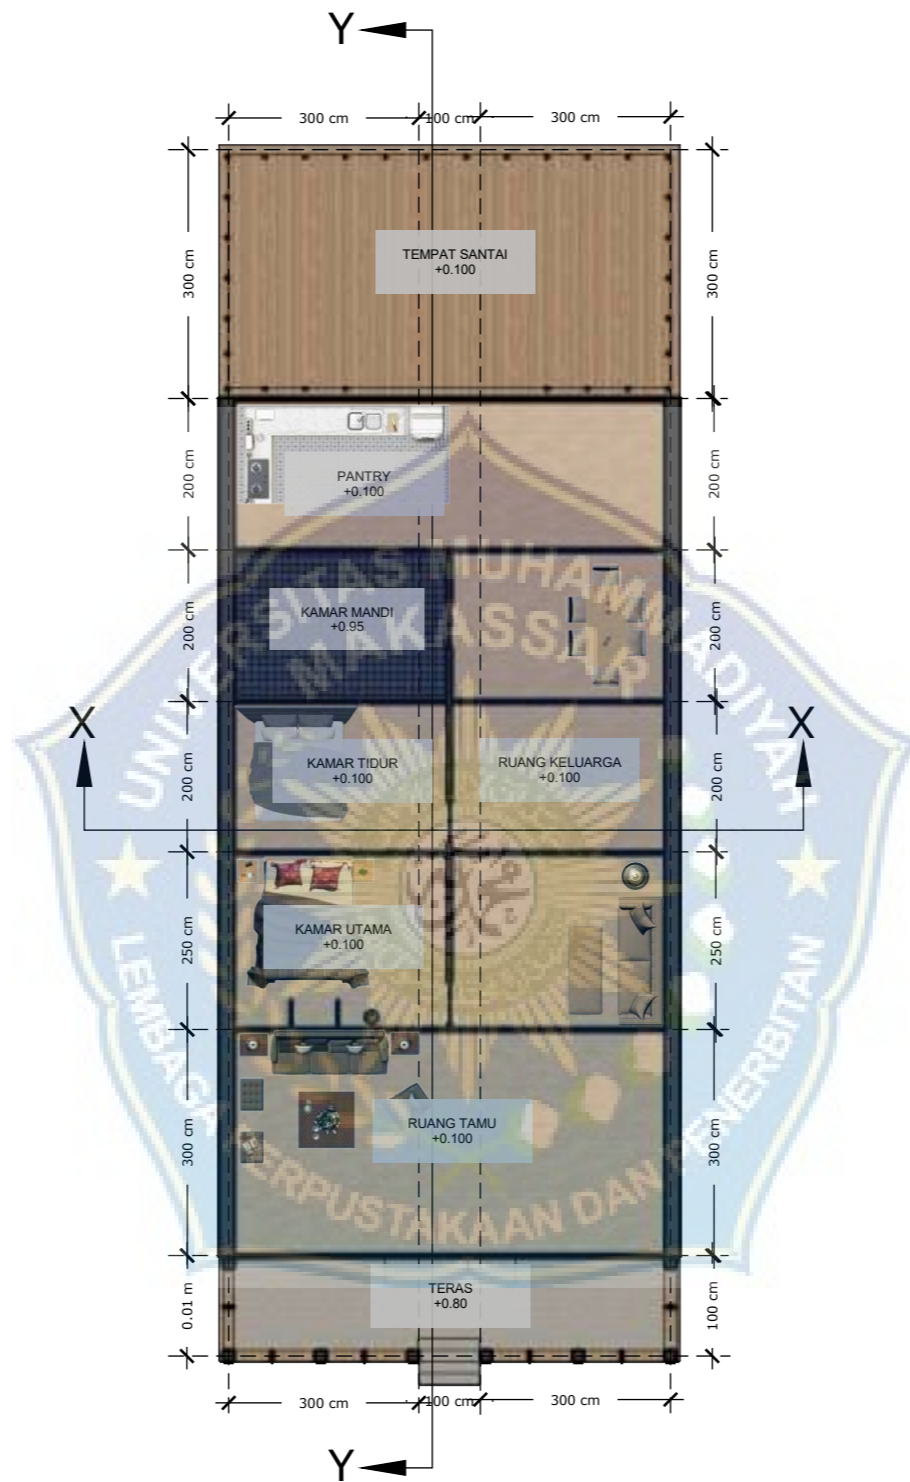 Y
300 cm
100 cm
300 cm
300 cm
300 cm
TEMPAT SANTAI
+0.100
200 cm
200 cm
PANTRY
+0.100
200 cm
200 cm
KAMAR MANDI
+0.95
UNIVERSITAS MUHAMMADIYAH
MAKASSAR
X
X
200 cm
200 cm
KAMAR TIDUR
+0.100
RUANG KELUARGA
+0.100
250 cm
250 cm
KAMAR UTAMA
+0.100
300 cm
300 cm
RUANG TAMU
+0.100
LEMBAGA PERPUSTAKAAN DAN PENERBITAN
0.01 m
100 cm
TERAS
+0.80
300 cm
100 cm
300 cm
Y